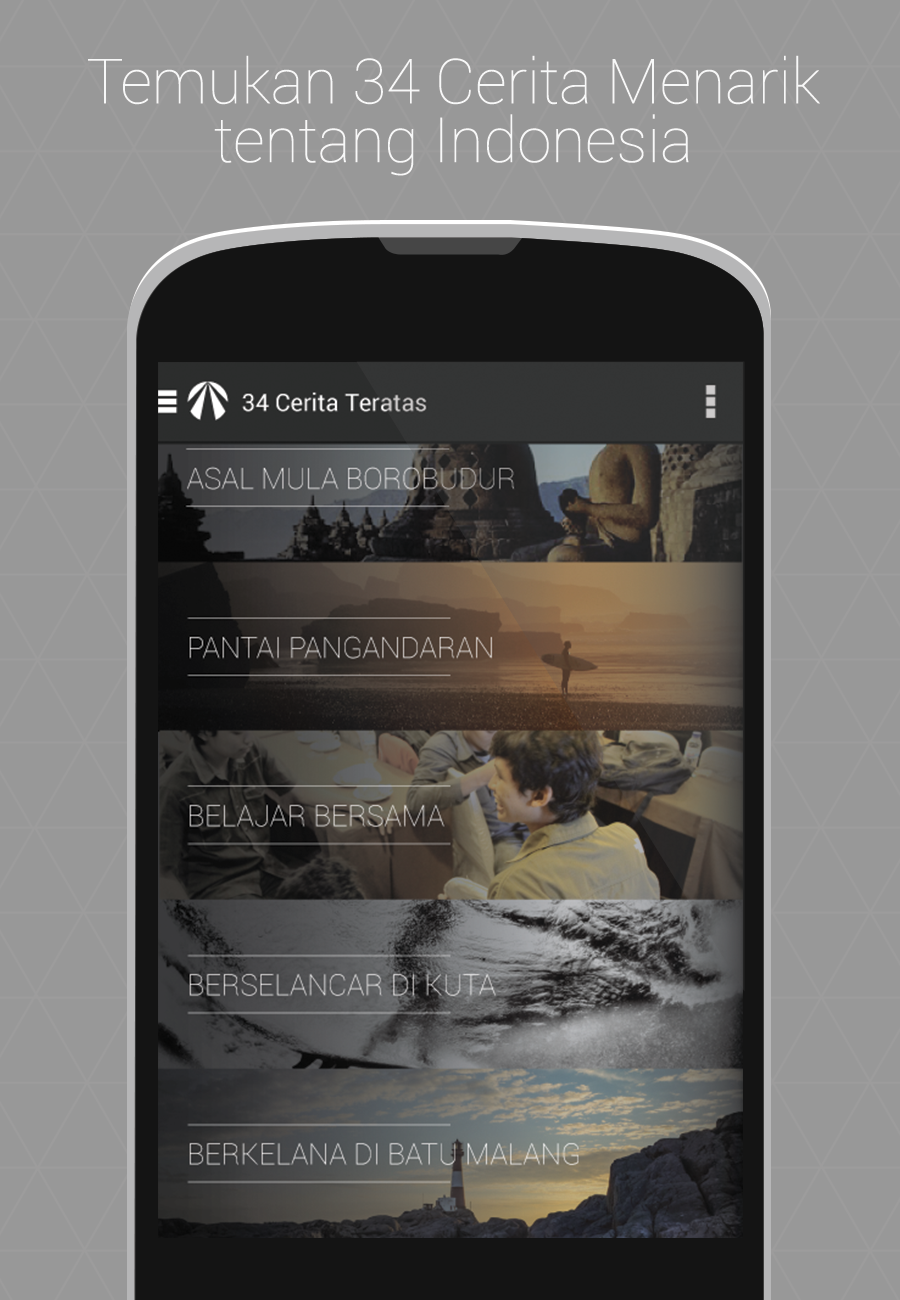 Temukan 34 Cerita Menarik
tentang Indonesia
34 Cerita Teratas
ASAL MULA BOROBUDUR
PANTAI PANGANDARAN
BELAJAR BERSAMA
BERSELANCAR DI KUTA
BERKELANA DI BATU MALANG